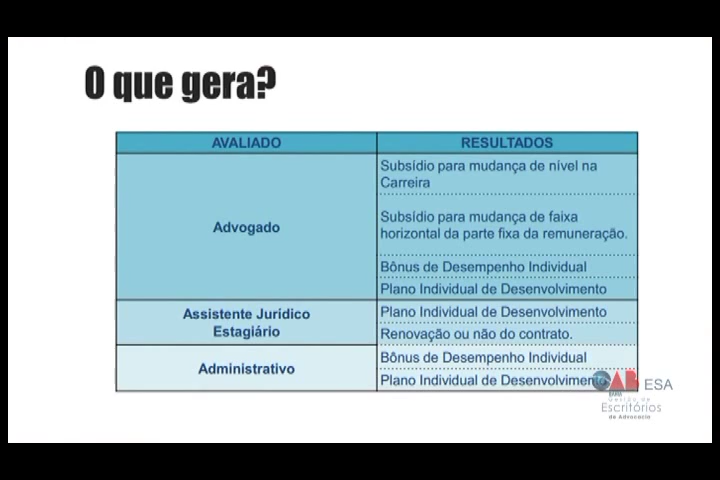 O que gera?
AVALIADO
RESULTADOS
Advogado
Subsídio para mudança de nível na
Carreira
Subsídio para mudança de faixa
horizontal da parte fixa da remuneração.
Bônus de Desempenho Individual
Plano Individual de Desenvolvimento
Assistente Jurídico
Estagiário
Plano Individual de Desenvolvimento
Renovação ou não do contrato.
Administrativo
Bônus de Desempenho Individual
Plano Individual de Desenvolvimento
OAB ESA
BAHIA
Gestão de
Escritórios
de Advocacia